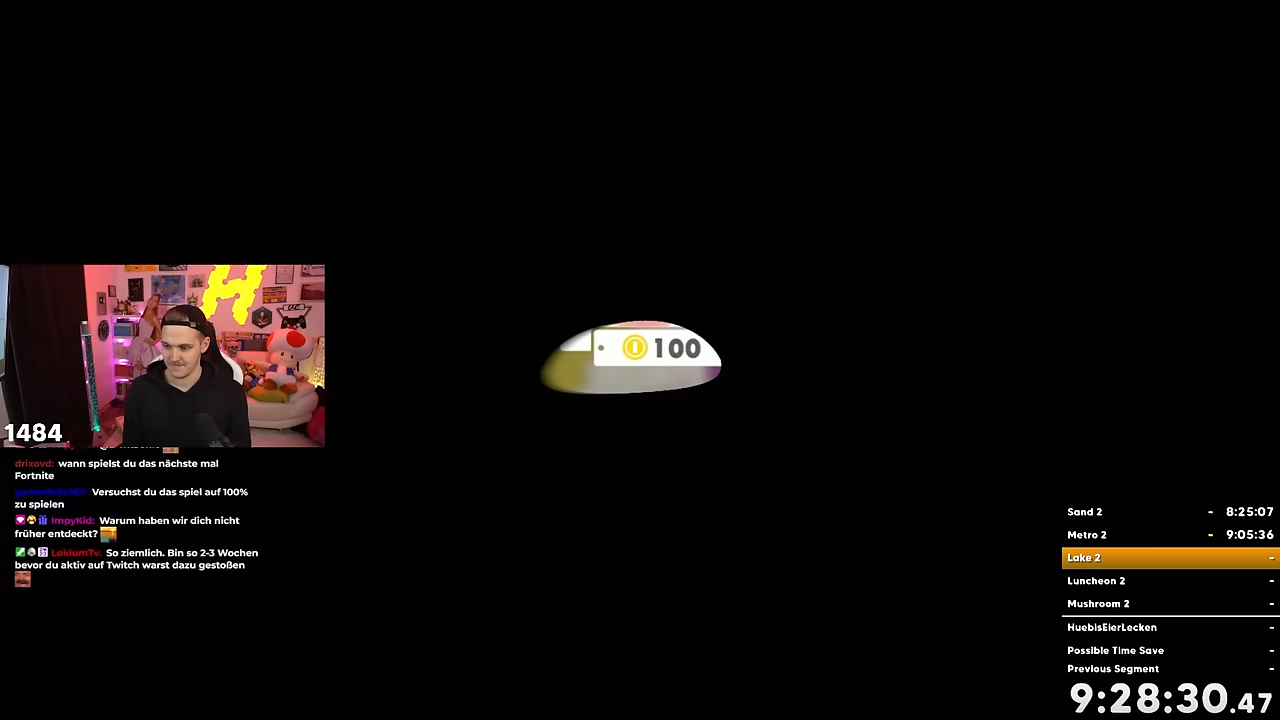 100
1484
drixovd: wann spielst du das nächste mal
Fortnite
Versuchst du das spiel auf 100%
zu spielen
ImpyKid: Warum haben wir dich nicht
früher entdeckt?
LokiumTv: So ziemlich. Bin so 2-3 Wochen
bevor du aktiv auf Twitch warst dazu gestoßen
Sand 2 - 8:25:07
Metro 2 - 9:05:36
Lake 2 -
Luncheon 2 -
Mushroom 2 -
HuebisEierLecken -
Possible Time Save -
Previous Segment -
9:28:30.47